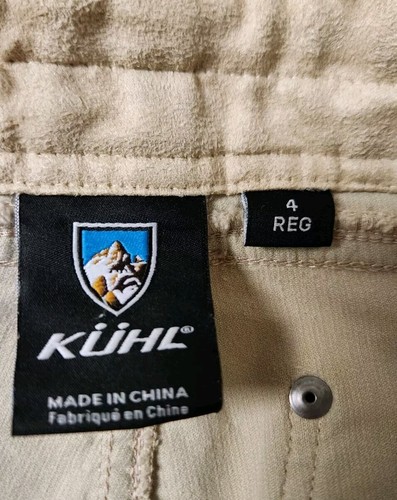 4
REG
KÜHL®
MADE IN CHINA
Fabriqué en Chine